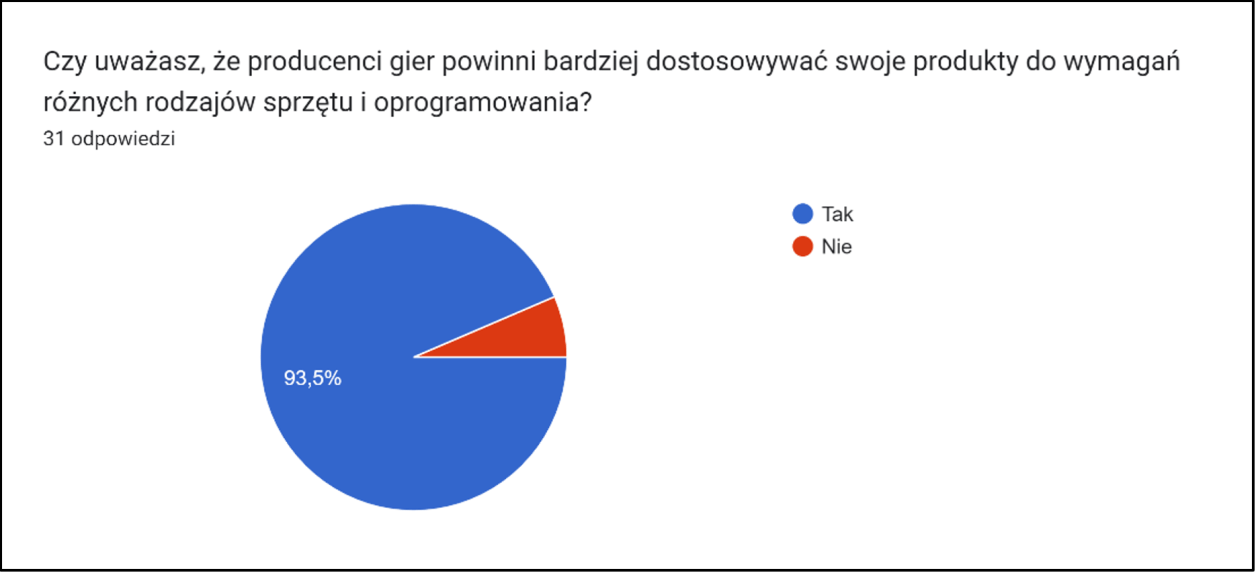 Czy uważasz, że producenci gier powinni bardziej dostosowywać swoje produkty do wymagań
różnych rodzajów sprzętu i oprogramowania?
31 odpowiedzi
Tak
Nie
93,5%